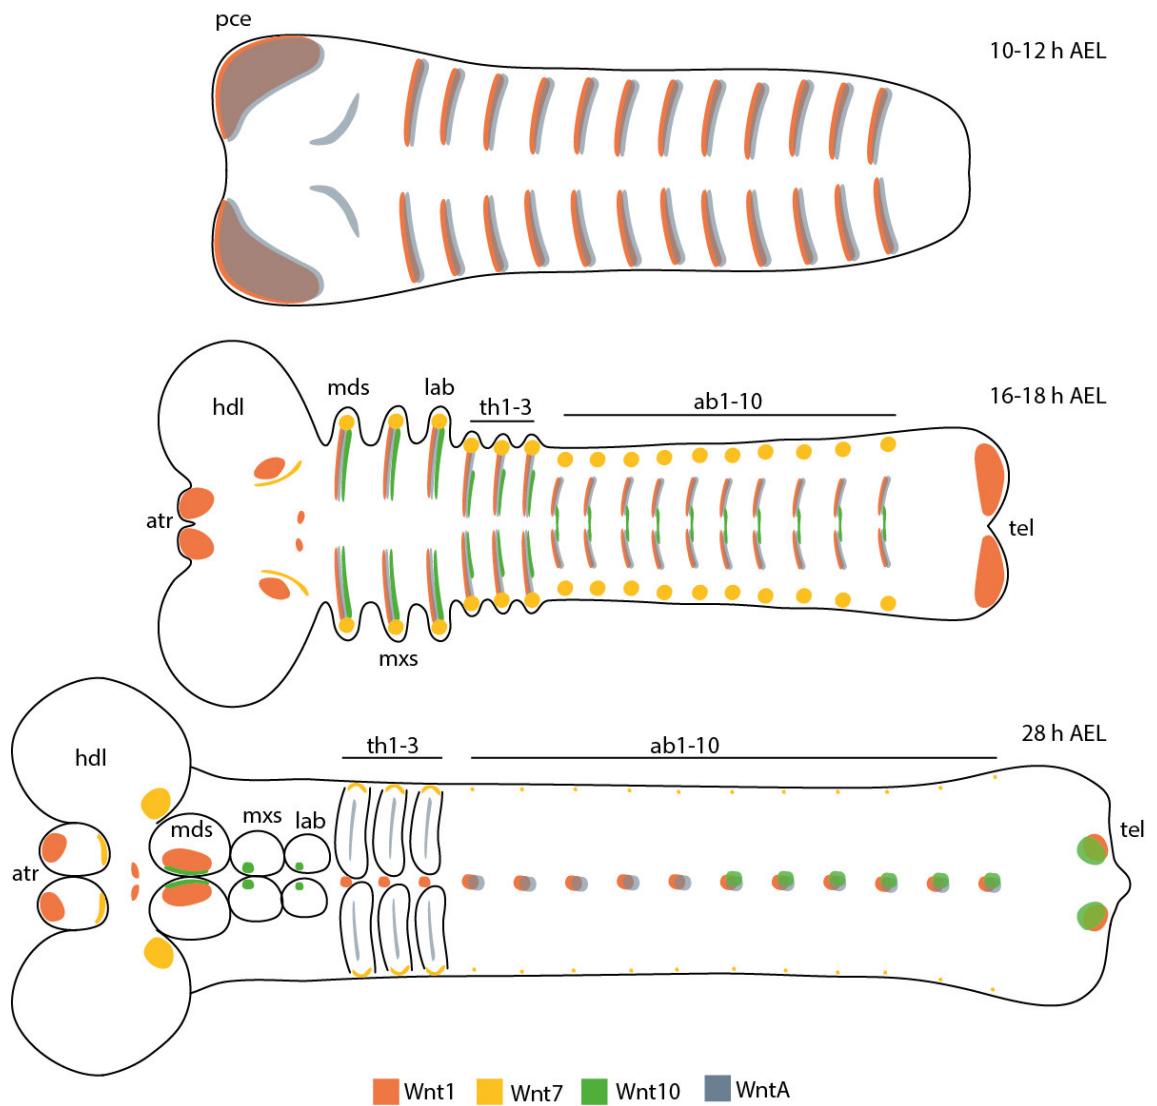 pce
10-12 h AEL
16-18 h AEL
mds
lab
hdl
th1-3
ab1-10
atr
tel
mxs
28 h AEL
th1-3
ab1-10
hdl
mxs
lab
mds
tel
atr
Wnt1
Wnt7
Wnt10
WntA